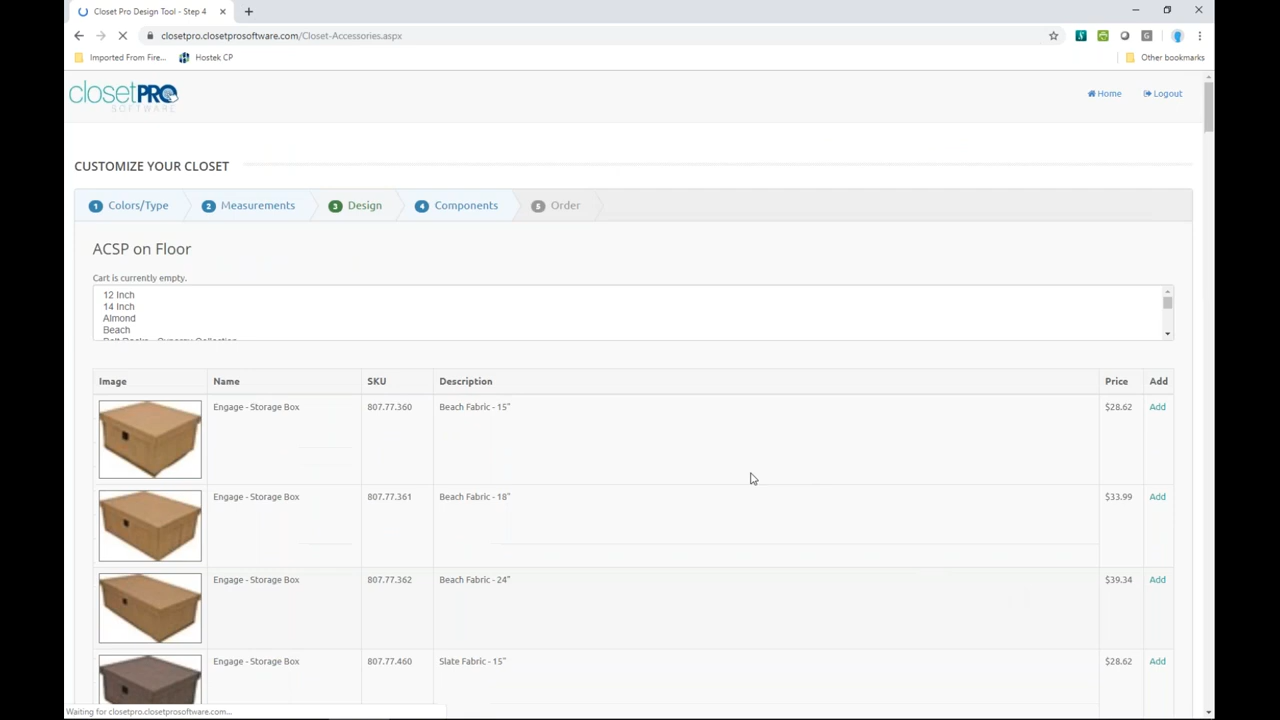 Closet Pro Design Tool - Step 4
closetpro.closetprosoftware.com/Closet-Accessories.aspx
Imported From Fire... Hostek CP Other bookmarks
closetPRO
SOFTWARE
Home Logout
CUSTOMIZE YOUR CLOSET
1 Colors/Type 2 Measurements 3 Design 4 Components 5 Order
ACSP on Floor
Cart is currently empty.
12 Inch
14 Inch
Almond
Beach
Image Name SKU Description Price Add
Engage - Storage Box 807.77.360 Beach Fabric - 15" $28.62 Add
Engage - Storage Box 807.77.361 Beach Fabric - 18" $33.99 Add
Engage - Storage Box 807.77.362 Beach Fabric - 24" $39.34 Add
Engage - Storage Box 807.77.460 Slate Fabric - 15" $28.62 Add
Waiting for closetpro.closetprosoftware.com...